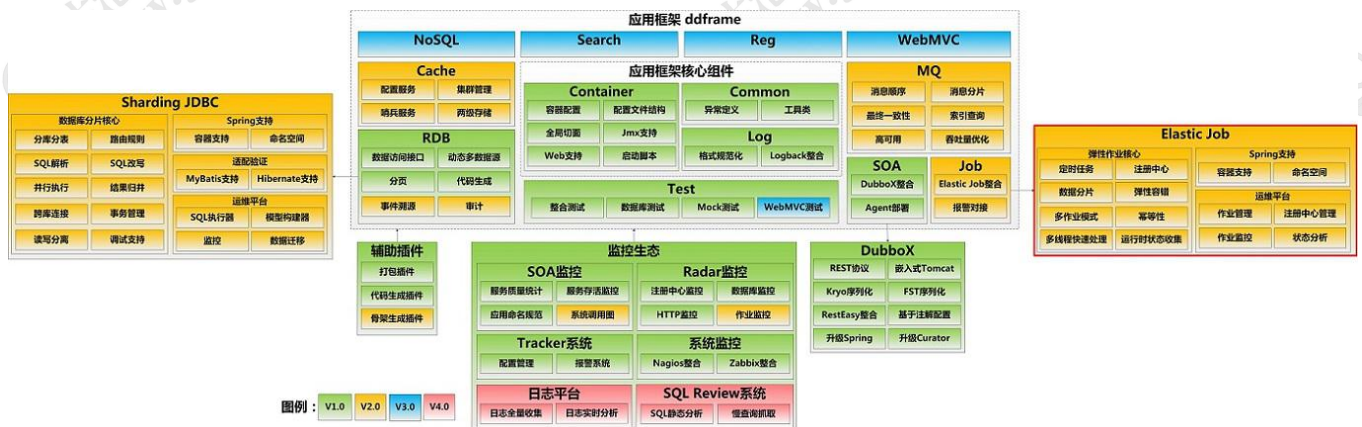 应用框架 ddframe
NoSQL
Search
Reg
WebMVC
Cache
配置服务
集群管理
哨兵服务
两级存储
RDB
数据访问接口
动态多数据源
分页
代码生成
事件溯源
审计
应用框架核心组件
Container
容器配置
配置文件结构
全局切面
Jmx支持
Web支持
启动脚本
Common
异常定义
工具类
Log
格式规范化
Logback整合
Test
整合测试
数据库测试
Mock测试
WebMVC测试
MQ
消息顺序
消息分片
最终一致性
索引查询
高可用
吞吐量优化
SOA
DubboX整合
Agent部署
Job
Elastic Job整合
报警对接
Sharding JDBC
数据库分片核心
分库分表
路由规则
SQL解析
SQL改写
并行执行
结果归并
跨库连接
事务管理
读写分离
调试支持
Spring支持
容器支持
命名空间
适配验证
MyBatis支持
Hibernate支持
运维平台
SQL执行器
模型构建器
监控
数据迁移
Elastic Job
弹性作业核心
定时任务
注册中心
数据分片
弹性容错
多作业模式
幂等性
多线程快速处理
运行时状态收集
Spring支持
容器支持
命名空间
运维平台
作业管理
注册中心管理
作业监控
状态分析
辅助插件
打包插件
代码生成插件
骨架生成插件
监控生态
SOA监控
服务质量统计
服务存活监控
应用命名规范
系统调用图
Radar监控
注册中心监控
数据库监控
HTTP监控
作业监控
Tracker系统
配置管理
报警系统
系统监控
Nagios整合
Zabbix整合
日志平台
日志全量收集
日志实时分析
SQL Review系统
SQL静态分析
慢查询抓取
DubboX
REST协议
嵌入式Tomcat
Kryo序列化
FST序列化
RestEasy整合
基于注解配置
升级Spring
升级Curator
图例：
V1.0
V2.0
V3.0
V4.0